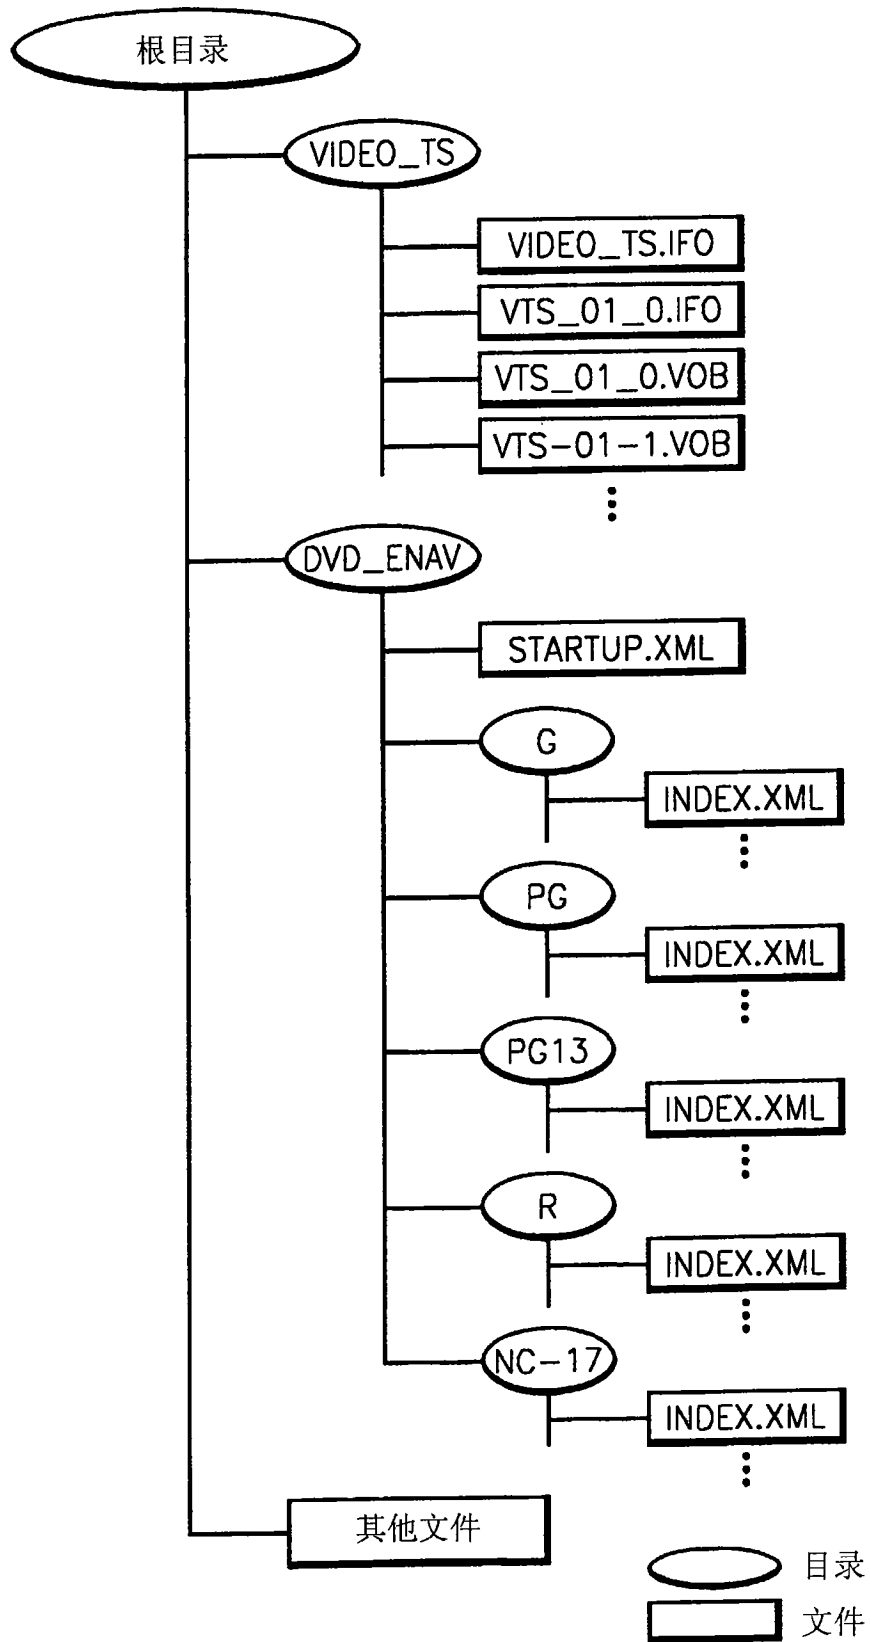 根目录
VIDEO_TS
VIDEO_TS.IFO
VTS_01_0.IFO
VTS_01_0.VOB
VTS-01-1.VOB
DVD_ENAV
STARTUP.XML
G
INDEX.XML
PG
INDEX.XML
PG13
INDEX.XML
R
INDEX.XML
NC-17
INDEX.XML
其他文件
目录
文件